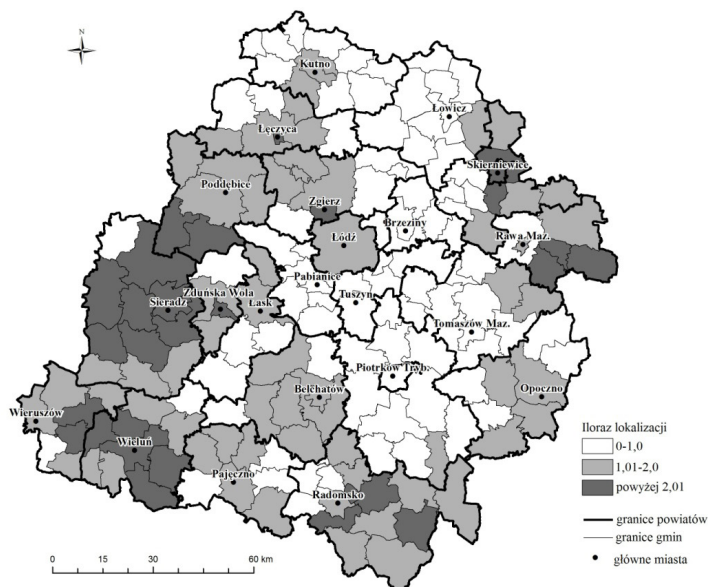 N
Kutno
Łowicz
Łęczyca
Skierniewice
Poddębice
Zgierz
Brzeziny
Łódź
Rawa Maz.
Pabianice
Zduńska Wola
Sieradz
Łask
Tuszyn
Tomaszów Maz.
Piotrków Tryb.
Bełchatów
Opoczno
Wieruszów
Wieluń
Pajęczno
Radomsko
Iloraz lokalizacji
0-1,0
1,01-2,0
powyżej 2,01
granice powiatów
granice gmin
główne miasta
0 15 30 60 km